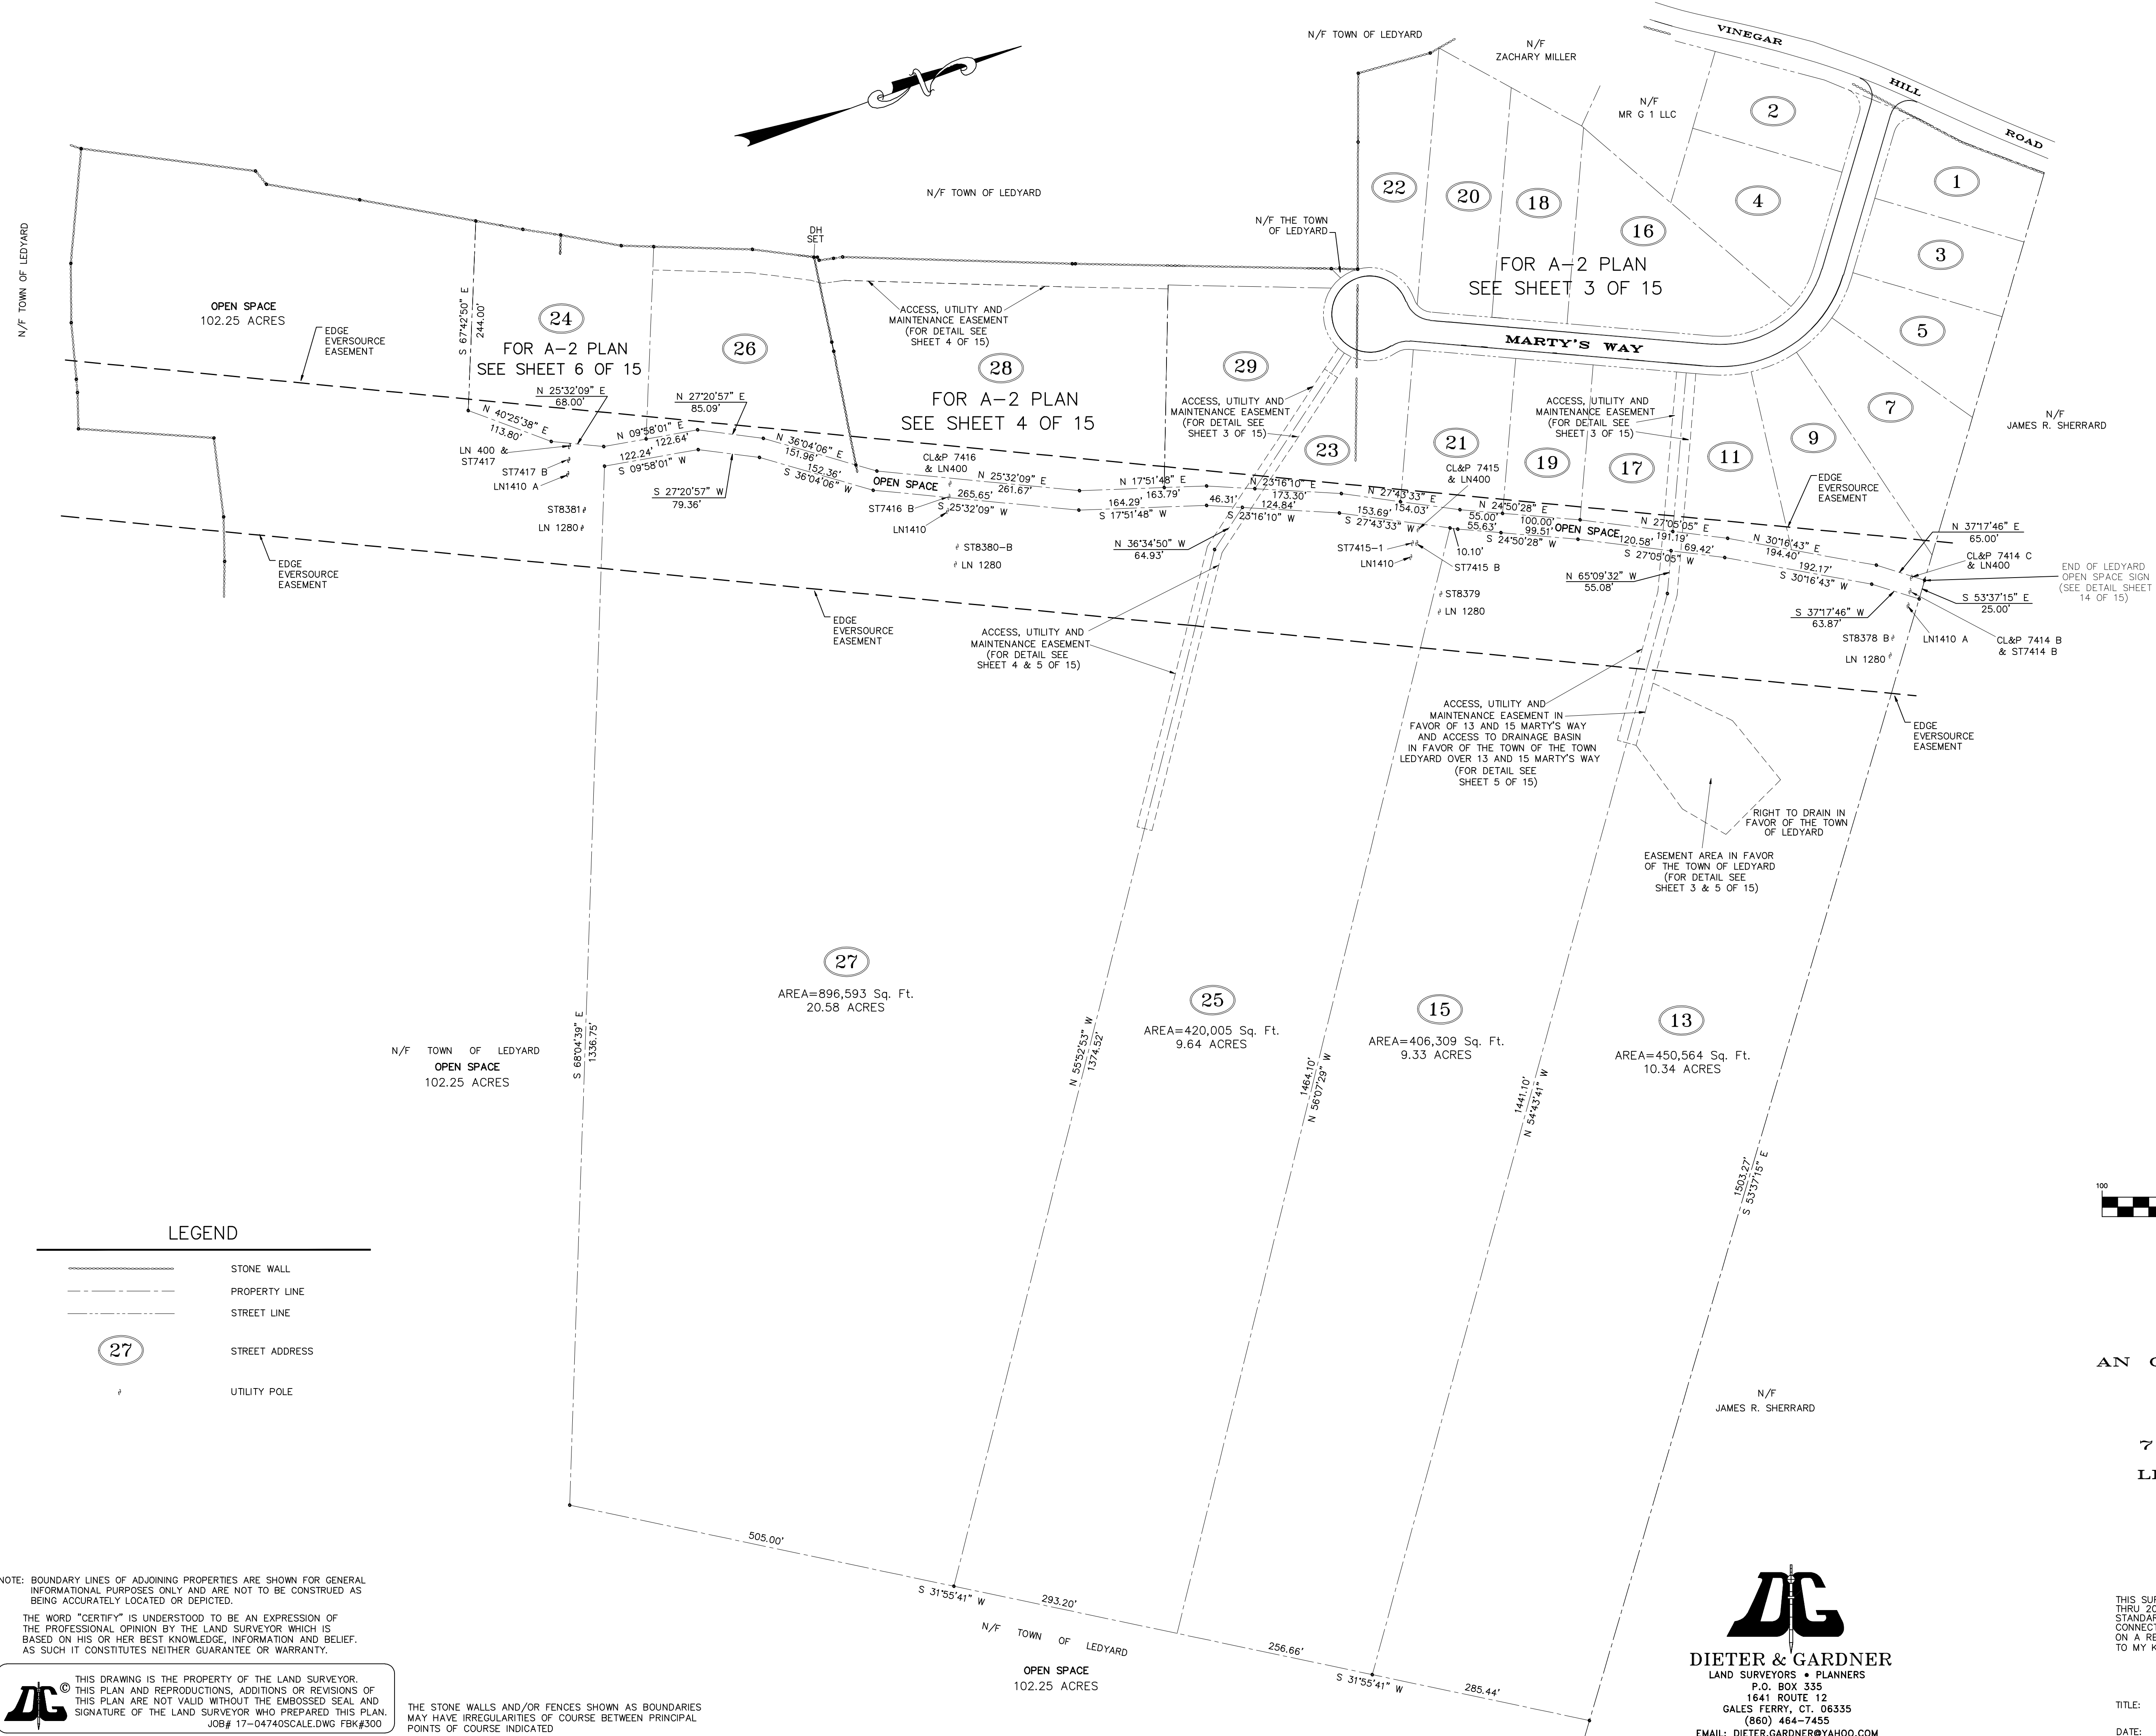 N/F TOWN OF LEDYARD
N/F
ZACHARY MILLER
VINEGAR
HILL
ROAD
N/F
MR G 1 LLC
2
4
1
3
5
7
N/F TOWN OF LEDYARD
N/F THE TOWN
OF LEDYARD
22
20
18
16
FOR A-2 PLAN
SEE SHEET 3 OF 15
MARTY'S WAY
N/F
JAMES R. SHERRARD
N/F TOWN OF LEDYARD
OPEN SPACE
102.25 ACRES
EDGE
EVERSOURCE
EASEMENT
S 67°42'50" E
244.00'
24
FOR A-2 PLAN
SEE SHEET 6 OF 15
26
DH
SET
ACCESS, UTILITY AND
MAINTENANCE EASEMENT
(FOR DETAIL SEE
SHEET 4 OF 15)
28
FOR A-2 PLAN
SEE SHEET 4 OF 15
29
ACCESS, UTILITY AND
MAINTENANCE EASEMENT
(FOR DETAIL SEE
SHEET 3 OF 15)
23
21
19
17
ACCESS, UTILITY AND
MAINTENANCE EASEMENT
(FOR DETAIL SEE
SHEET 3 OF 15)
11
9
EDGE
EVERSOURCE
EASEMENT
N 40°25'38" E
113.80'
N 25°32'09" E
68.00'
N 09°58'01" E
122.64'
N 27°20'57" E
85.09'
N 36°04'06" E
151.96'
N 25°32'09" E
261.67'
N 17°51'48" E
163.79'
N 23°16'10" E
173.30'
N 27°43'33" E
154.03'
N 24°50'28" E
55.00'
100.00'
N 27°05'05" E
191.19'
N 30°16'43" E
194.40'
N 37°17'46" E
65.00'
122.24'
S 09°58'01" W
S 27°20'57" W
79.36'
152.36'
S 36°04'06" W
OPEN SPACE
265.65'
S 25°32'09" W
164.29'
S 17°51'48" W
46.31'
124.84'
S 23°16'10" W
153.69'
S 27°43'33" W
10.10'
55.63'
99.51'
S 24°50'28" W
OPEN SPACE
120.58'
69.42'
S 27°05'05" W
192.17'
S 30°16'43" W
S 37°17'46" W
63.87'
S 53°37'15" E
25.00'
LN 400 &
ST7417
ST7417 B
LN1410 A
ST8381
LN 1280
CL&P 7416
& LN400
ST7416 B
LN1410
ST8380-B
LN 1280
N 36°34'50" W
64.93'
CL&P 7415
& LN400
ST7415-1
LN1410
ST7415 B
ST8379
LN 1280
N 65°09'32" W
55.08'
CL&P 7414 C
& LN400
END OF LEDYARD
OPEN SPACE SIGN
(SEE DETAIL SHEET
14 OF 15)
ST8378 B
LN 1280
LN1410 A
CL&P 7414 B
& ST7414 B
EDGE
EVERSOURCE
EASEMENT
EDGE
EVERSOURCE
EASEMENT
ACCESS, UTILITY AND
MAINTENANCE EASEMENT
(FOR DETAIL SEE
SHEET 4 & 5 OF 15)
ACCESS, UTILITY AND
MAINTENANCE EASEMENT IN
FAVOR OF 13 AND 15 MARTY'S WAY
AND ACCESS TO DRAINAGE BASIN
IN FAVOR OF THE TOWN OF THE TOWN
LEDYARD OVER 13 AND 15 MARTY'S WAY
(FOR DETAIL SEE
SHEET 5 OF 15)
EDGE
EVERSOURCE
EASEMENT
RIGHT TO DRAIN IN
FAVOR OF THE TOWN
OF LEDYARD
EASEMENT AREA IN FAVOR
OF THE TOWN OF LEDYARD
(FOR DETAIL SEE
SHEET 3 & 5 OF 15)
27
AREA=896,593 Sq. Ft.
20.58 ACRES
25
AREA=420,005 Sq. Ft.
9.64 ACRES
15
AREA=406,309 Sq. Ft.
9.33 ACRES
13
AREA=450,564 Sq. Ft.
10.34 ACRES
N/F TOWN OF LEDYARD
OPEN SPACE
102.25 ACRES
S 68°04'39" E
1336.75'
N 55°52'53" W
1374.52'
1464.10'
N 56°07'29" W
1441.10'
N 54°43'41" W
1503.27'
S 53°37'15" E
100
LEGEND
STONE WALL
PROPERTY LINE
STREET LINE
27
STREET ADDRESS
UTILITY POLE
AN
7
N/F
JAMES R. SHERRARD
505.00'
S 31°55'41" W
293.20'
N/F TOWN OF LEDYARD
OPEN SPACE
102.25 ACRES
256.66'
S 31°55'41" W
285.44'
NOTE: BOUNDARY LINES OF ADJOINING PROPERTIES ARE SHOWN FOR GENERAL
INFORMATIONAL PURPOSES ONLY AND ARE NOT TO BE CONSTRUED AS
BEING ACCURATELY LOCATED OR DEPICTED.
THE WORD "CERTIFY" IS UNDERSTOOD TO BE AN EXPRESSION OF
THE PROFESSIONAL OPINION BY THE LAND SURVEYOR WHICH IS
BASED ON HIS OR HER BEST KNOWLEDGE, INFORMATION AND BELIEF.
AS SUCH IT CONSTITUTES NEITHER GUARANTEE OR WARRANTY.
DG ©
THIS DRAWING IS THE PROPERTY OF THE LAND SURVEYOR.
THIS PLAN AND REPRODUCTIONS, ADDITIONS OR REVISIONS OF
THIS PLAN ARE NOT VALID WITHOUT THE EMBOSSED SEAL AND
SIGNATURE OF THE LAND SURVEYOR WHO PREPARED THIS PLAN.
JOB# 17-04740SCALE.DWG FBK#300
THE STONE WALLS AND/OR FENCES SHOWN AS BOUNDARIES
MAY HAVE IRREGULARITIES OF COURSE BETWEEN PRINCIPAL
POINTS OF COURSE INDICATED
DG
DIETER & GARDNER
LAND SURVEYORS • PLANNERS
P.O. BOX 335
1641 ROUTE 12
GALES FERRY, CT. 06335
(860) 464-7455
EMAIL: DIETER.GARDNER@YAHOO.COM
THIS
THRU
ON A
TO MY
TITLE:
DATE: